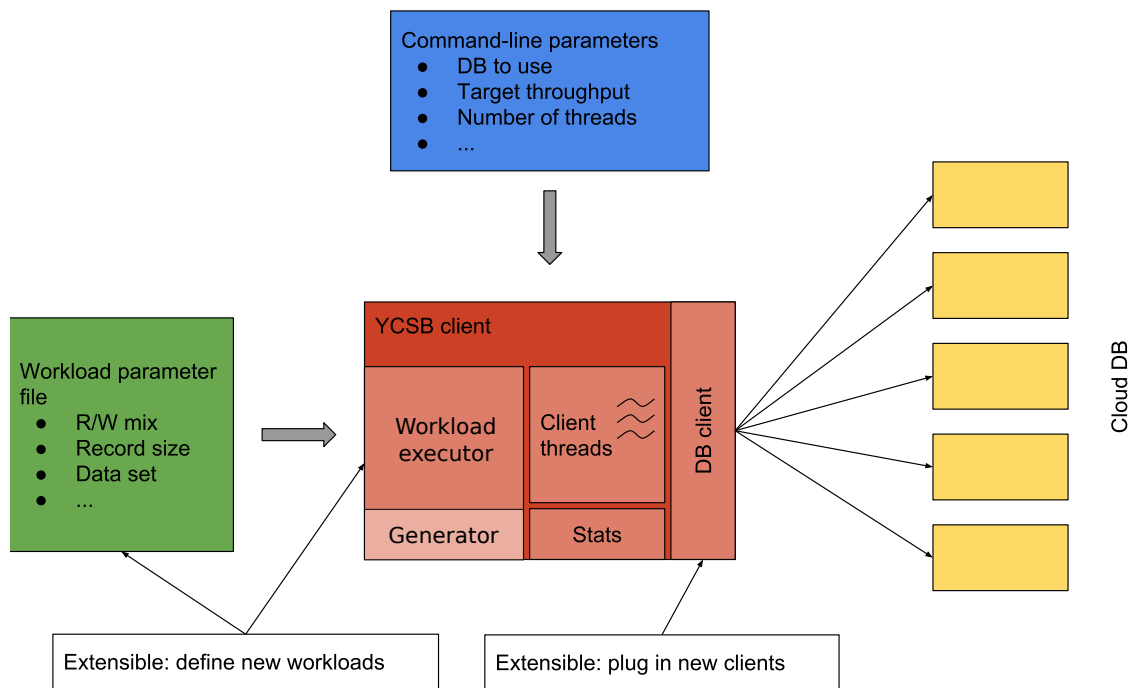 Command-line parameters
● DB to use
● Target throughput
● Number of threads
● ...
Workload parameter
file
● R/W mix
● Record size
● Data set
● ...
YCSB client
Workload
executor
Generator
Client
threads
Stats
DB client
Cloud DB
Extensible: define new workloads
Extensible: plug in new clients